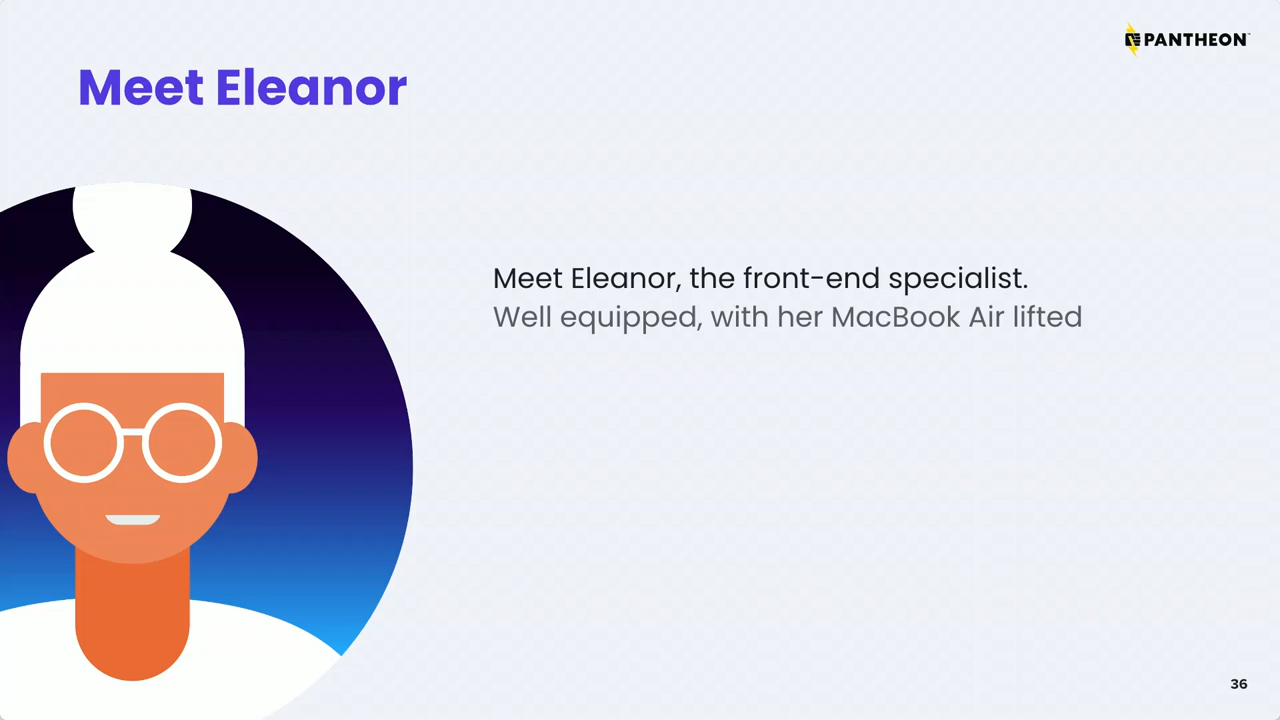 PANTHEON
Meet Eleanor
Meet Eleanor, the front-end specialist.
Well equipped, with her MacBook Air lifted
36